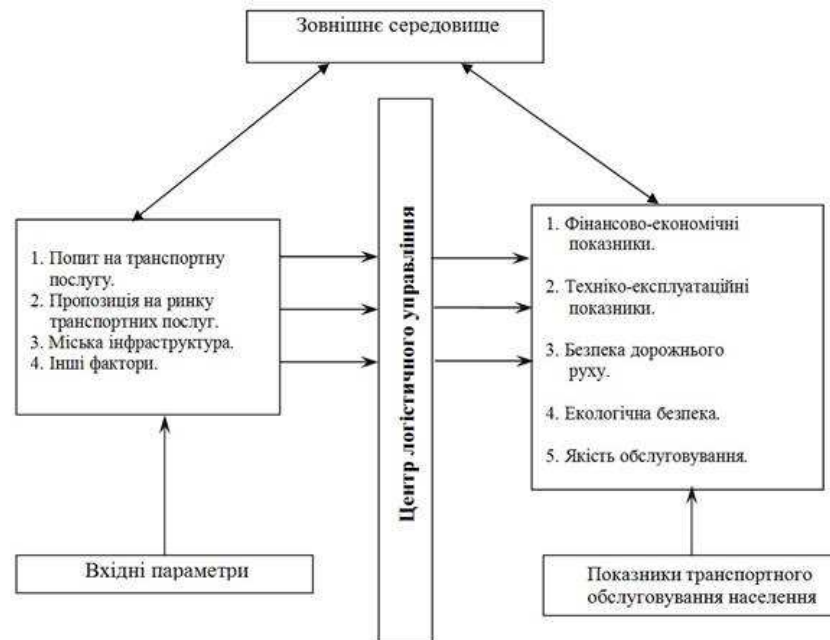 Зовнішнє середовище
1. Попит на транспортну
послугу.
2. Пропозиція на ринку
транспортних послуг.
3. Міська інфраструктура.
4. Інші фактори.
Центр логістичного управління
1. Фінансово-економічні
показники.
2. Техніко-експлуатаційні
показники.
3. Безпека дорожнього
руху.
4. Екологічна безпека.
5. Якість обслуговування.
Вхідні параметри
Показники транспортного
обслуговування населення